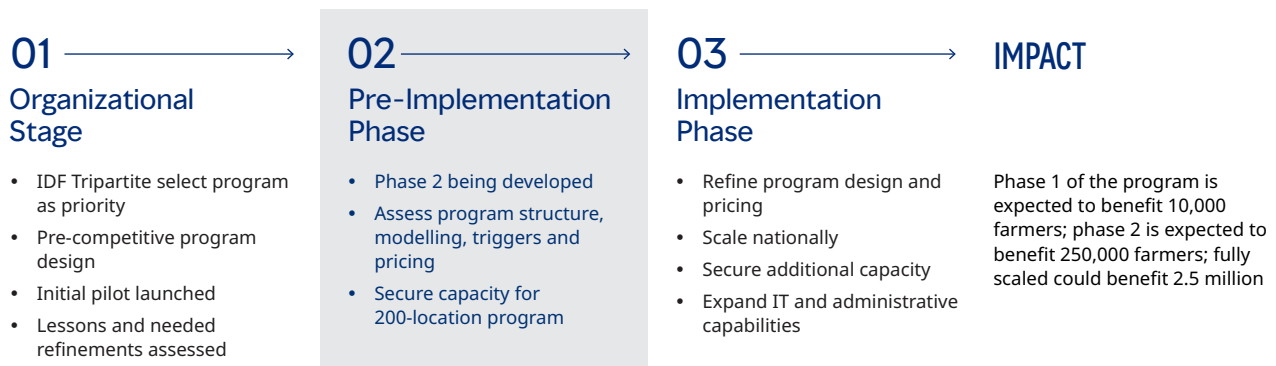 01
Organizational
Stage
• IDF Tripartite select program
as priority
• Pre-competitive program
design
• Initial pilot launched
• Lessons and needed
refinements assessed
02
Pre-Implementation
Phase
• Phase 2 being developed
• Assess program structure,
modelling, triggers and
pricing
• Secure capacity for
200-location program
03
Implementation
Phase
• Refine program design and
pricing
• Scale nationally
• Secure additional capacity
• Expand IT and administrative
capabilities
IMPACT
Phase 1 of the program is
expected to benefit 10,000
farmers; phase 2 is expected to
benefit 250,000 farmers; fully
scaled could benefit 2.5 million